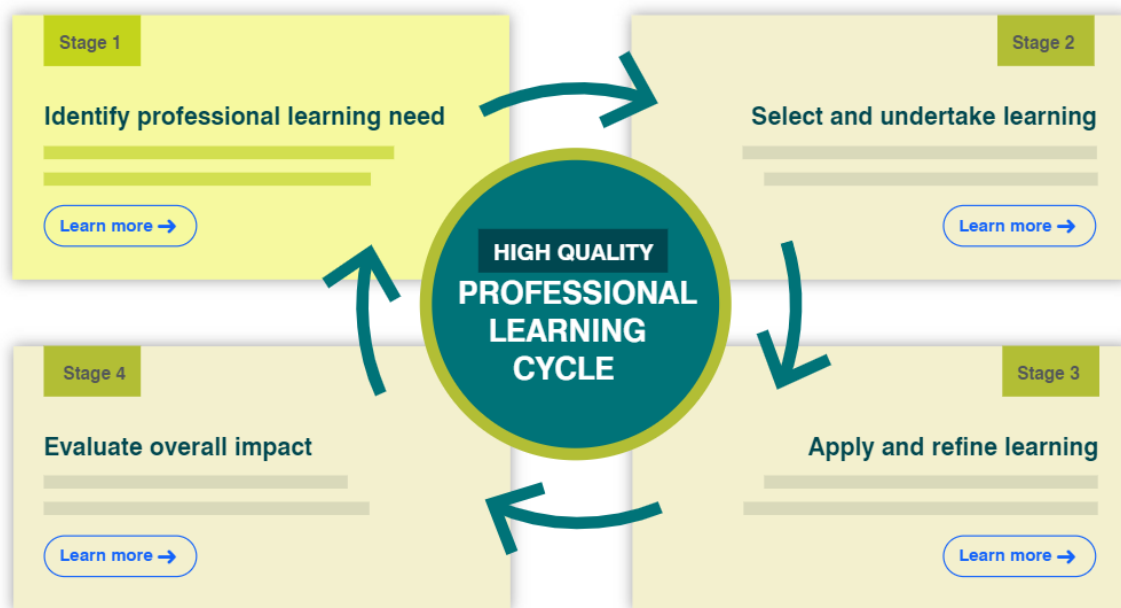 Stage 1
Identify professional learning need
Learn more →
Stage 2
Select and undertake learning
Learn more →
HIGH QUALITY
PROFESSIONAL
LEARNING
CYCLE
Stage 3
Apply and refine learning
Learn more →
Stage 4
Evaluate overall impact
Learn more →